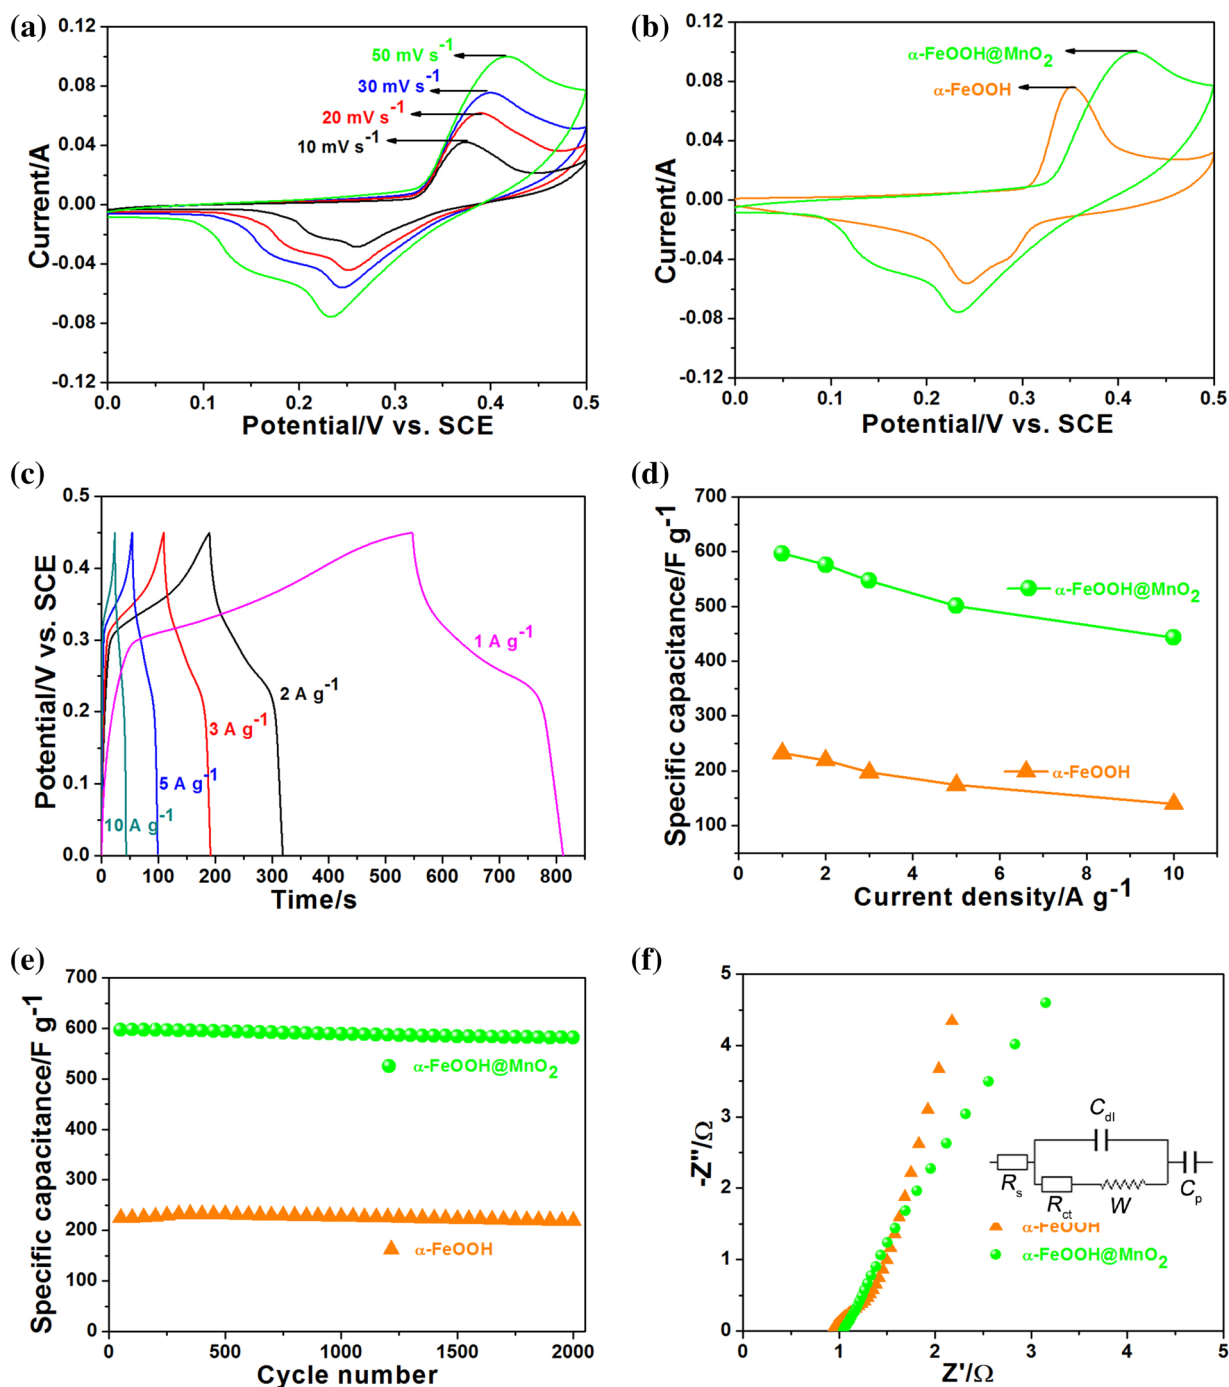 (a)
0.12
0.08
0.04
0.00
-0.04
-0.08
-0.12
Current/A
50 mV s-1
30 mV s-1
20 mV s-1
10 mV s-1
0.0 0.1 0.2 0.3 0.4 0.5
Potential/V vs. SCE
(b)
0.12
0.08
0.04
0.00
-0.04
-0.08
-0.12
Current/A
α-FeOOH@MnO2
α-FeOOH
0.0 0.1 0.2 0.3 0.4 0.5
Potential/V vs. SCE
(c)
0.5
0.4
0.3
0.2
0.1
0.0
Potential/V vs. SCE
1 A g-1
2 A g-1
3 A g-1
5 A g-1
10 A g-1
0 100 200 300 400 500 600 700 800
Time/s
(d)
700
600
500
400
300
200
100
Specific capacitance/F g-1
α-FeOOH@MnO2
α-FeOOH
0 2 4 6 8 10
Current density/A g-1
(e)
700
600
500
400
300
200
100
0
Specific capacitance/F g-1
α-FeOOH@MnO2
α-FeOOH
0 500 1000 1500 2000
Cycle number
(f)
5
4
3
2
1
0
-Z''/Ω
Cdl
Rs
Rct
W
Cp
α-FeOOH
α-FeOOH@MnO2
0 1 2 3 4 5
Z'/Ω